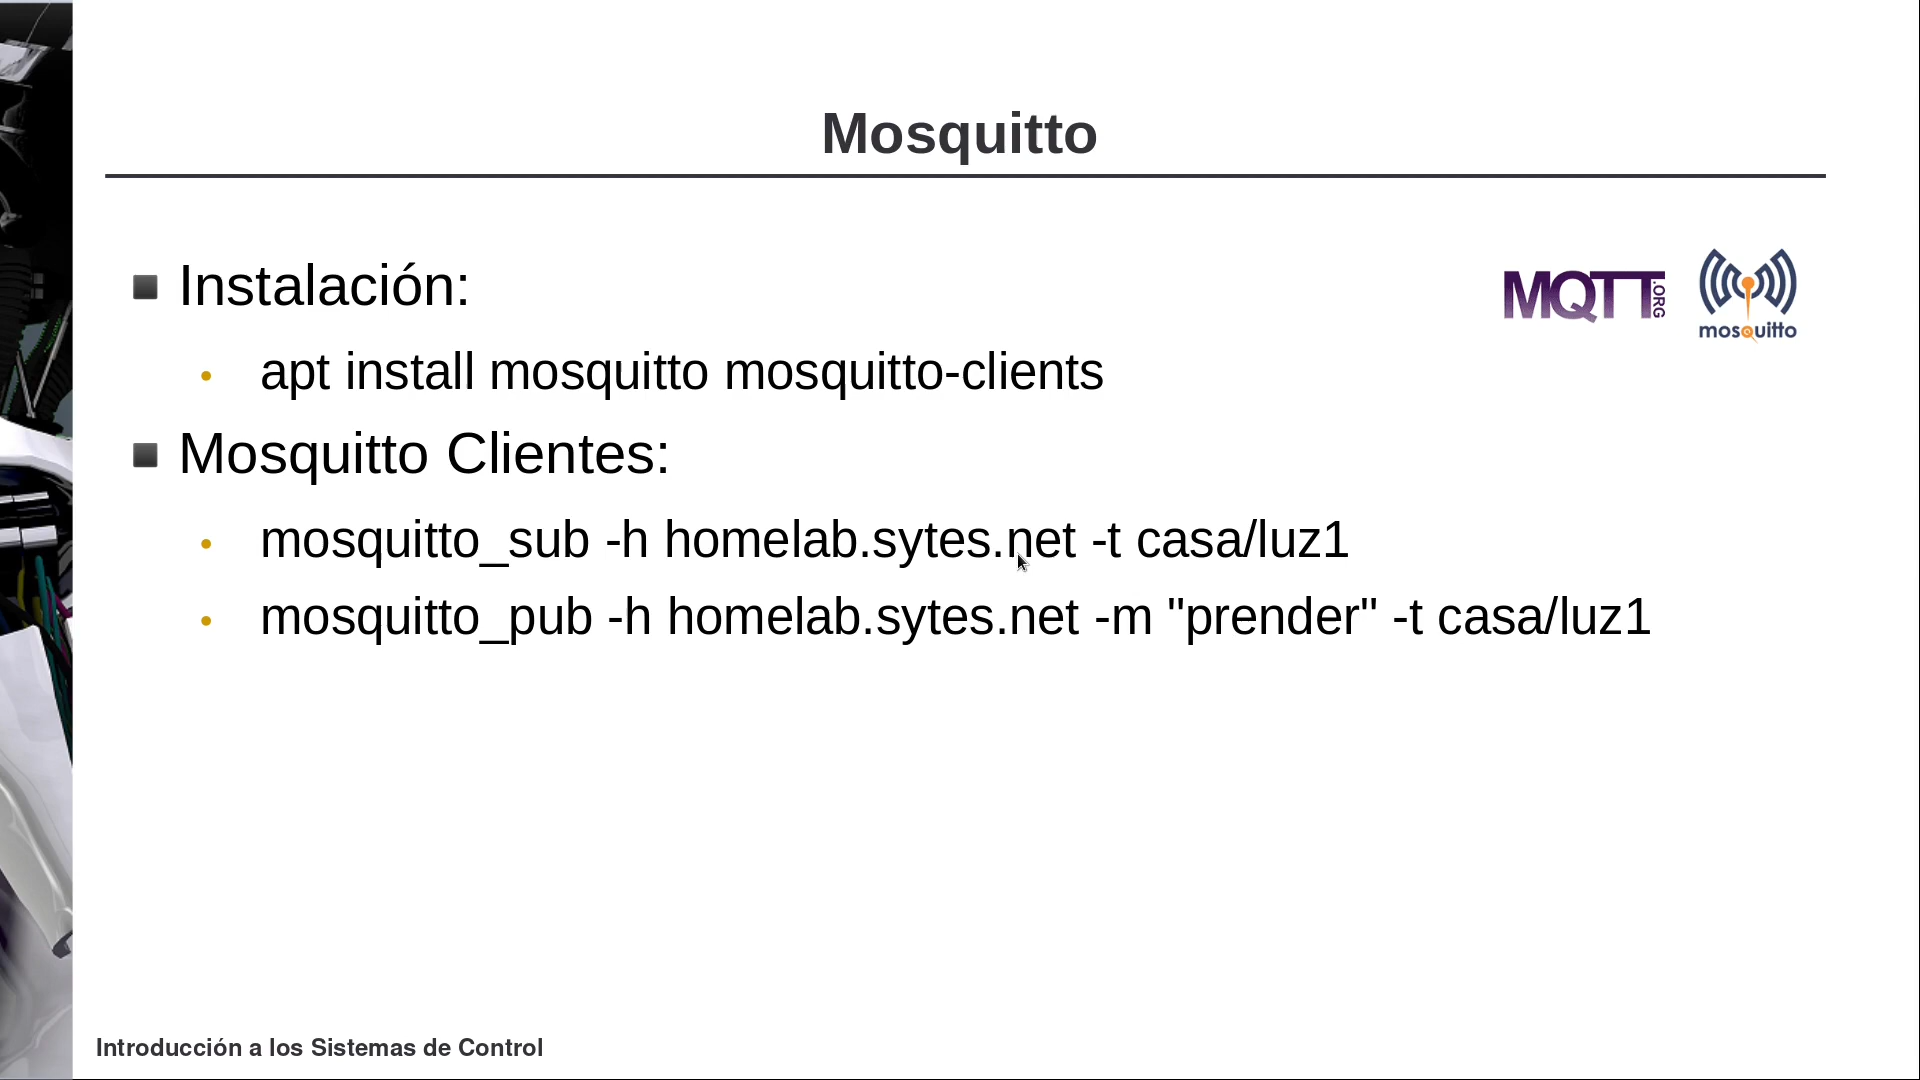 Mosquitto
Instalación:
MQTT.ORG
mosquitto
apt install mosquitto mosquitto-clients
Mosquitto Clientes:
mosquitto_sub -h homelab.sytes.net -t casa/luz1
mosquitto_pub -h homelab.sytes.net -m "prender" -t casa/luz1
Introducción a los Sistemas de Control